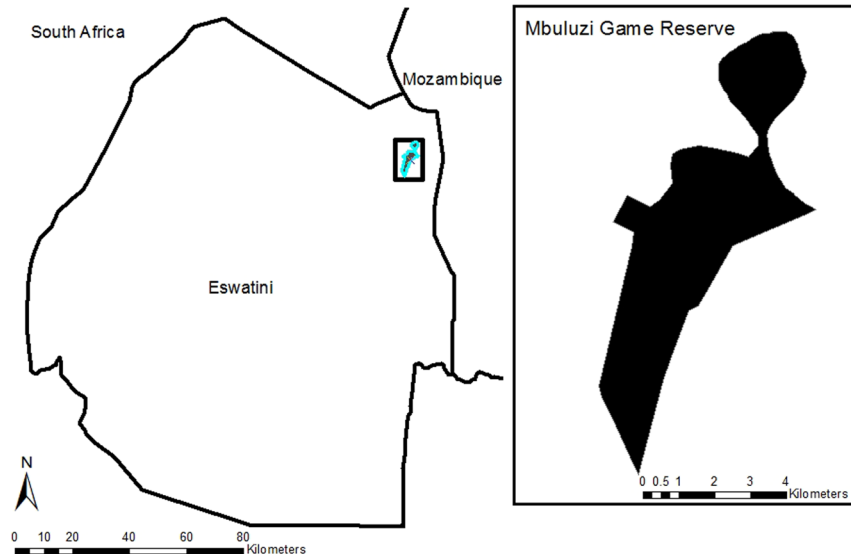 South Africa
Mozambique
Eswatini
N
0 10 20 40 60 80
Kilometers
Mbuluzi Game Reserve
0 0.5 1 2 3 4
Kilometers